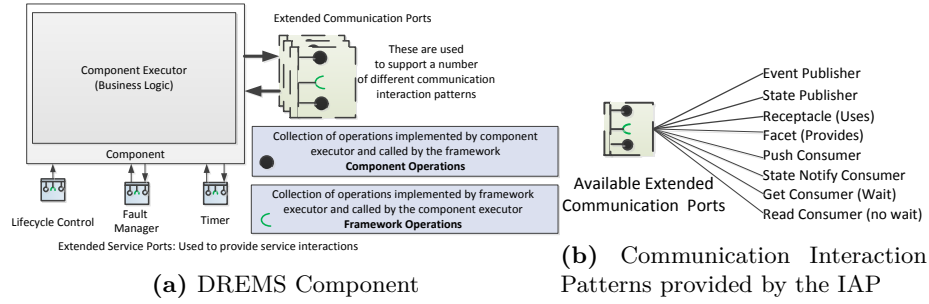 Extended Communication Ports
Component Executor
(Business Logic)
These are used
to support a number
of different communication
interaction patterns
Component
Collection of operations implemented by component
executor and called by the framework
Component Operations
Collection of operations implemented by framework
executor and called by the component executor
Framework Operations
Lifecycle Control
Fault
Manager
Timer
Extended Service Ports: Used to provide service interactions
(a) DREMS Component
Event Publisher
State Publisher
Receptacle (Uses)
Facet (Provides)
Push Consumer
State Notify Consumer
Get Consumer (Wait)
Read Consumer (no wait)
Available Extended
Communication Ports
(b) Communication Interaction
Patterns provided by the IAP